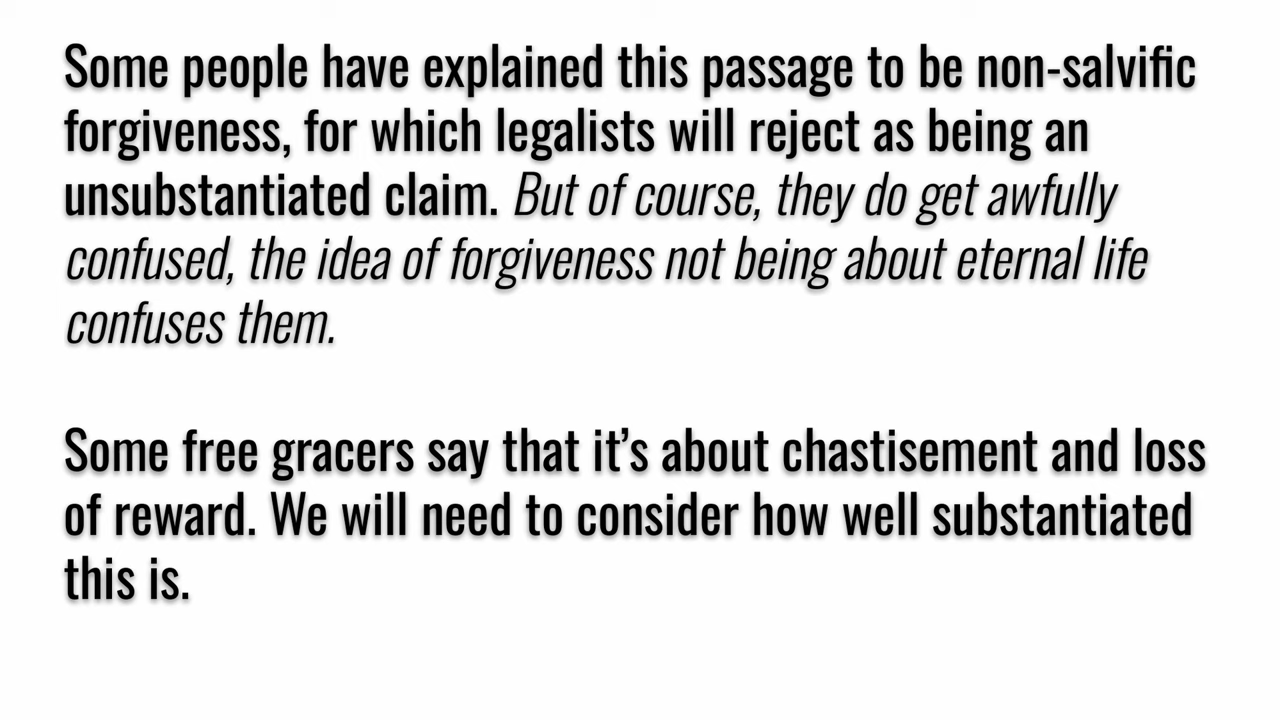 Some people have explained this passage to be non-salvific
forgiveness, for which legalists will reject as being an
unsubstantiated claim. But of course, they do get awfully
confused, the idea of forgiveness not being about eternal life
confuses them.
Some free gracers say that it’s about chastisement and loss
of reward. We will need to consider how well substantiated
this is.